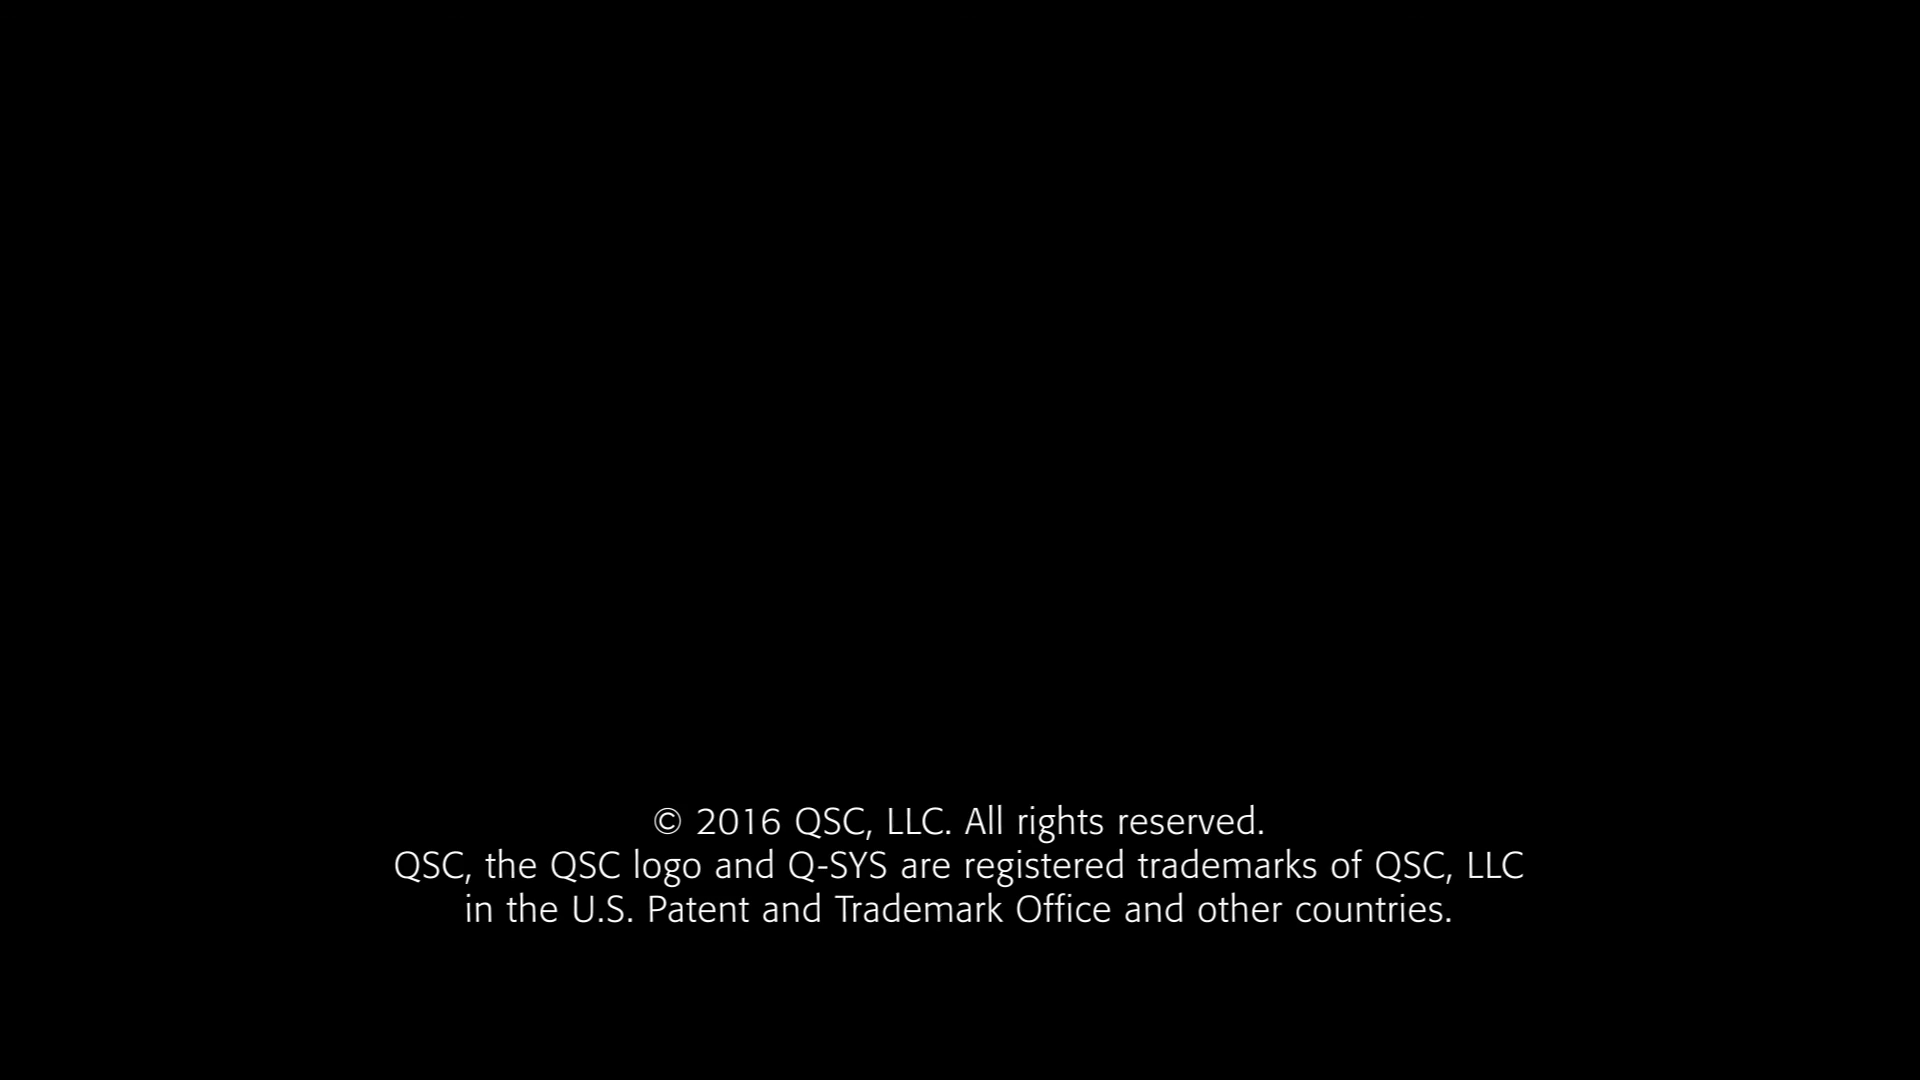 © 2016 QSC, LLC. All rights reserved.
QSC, the QSC logo and Q-SYS are registered trademarks of QSC, LLC
in the U.S. Patent and Trademark Office and other countries.